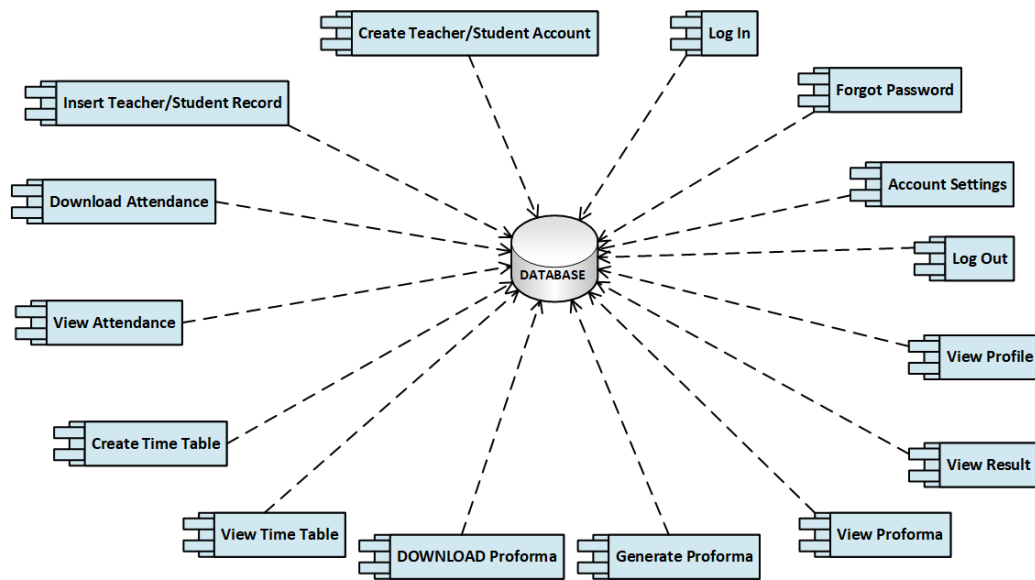 Create Teacher/Student Account
Log In
Insert Teacher/Student Record
Forgot Password
Download Attendance
Account Settings
DATABASE
Log Out
View Attendance
View Profile
Create Time Table
View Result
View Time Table
DOWNLOAD Proforma
Generate Proforma
View Proforma